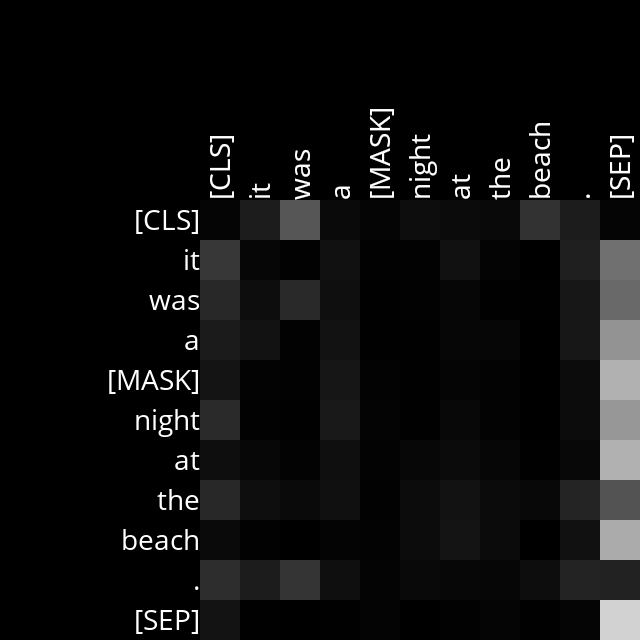 [CLS] it was a [MASK] night at the beach . [SEP]
[CLS]
it
was
a
[MASK]
night
at
the
beach
.
[SEP]